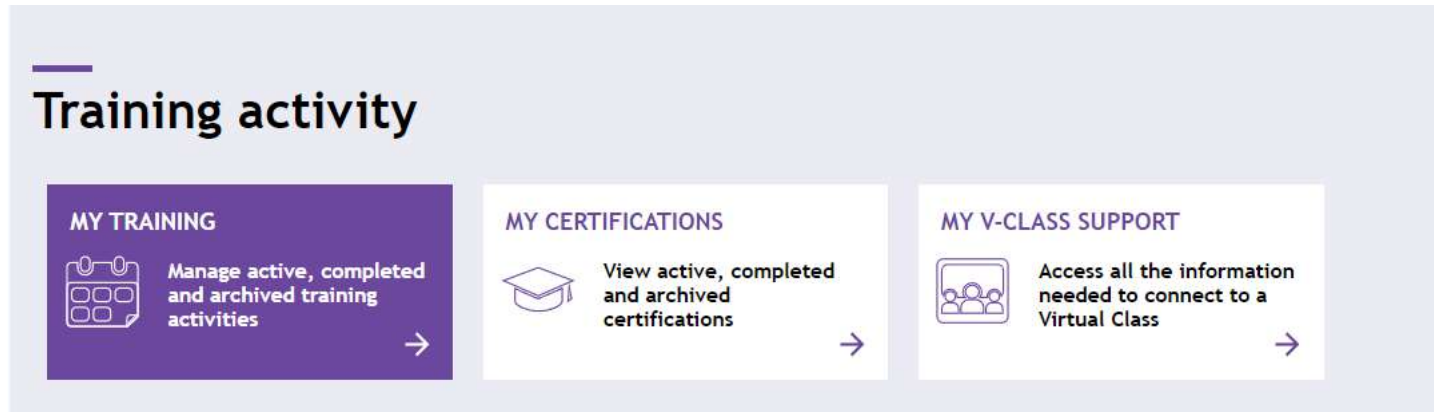 Training activity
MY TRAINING
Manage active, completed
and archived training
activities
MY CERTIFICATIONS
View active, completed
and archived
certifications
MY V-CLASS SUPPORT
Access all the information
needed to connect to a
Virtual Class